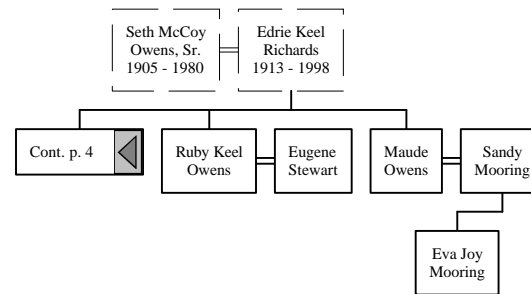 Seth McCoy
Owens, Sr.
1905 - 1980
Edrie Keel
Richards
1913 - 1998
Cont. p. 4
Ruby Keel
Owens
Eugene
Stewart
Maude
Owens
Sandy
Mooring
Eva Joy
Mooring